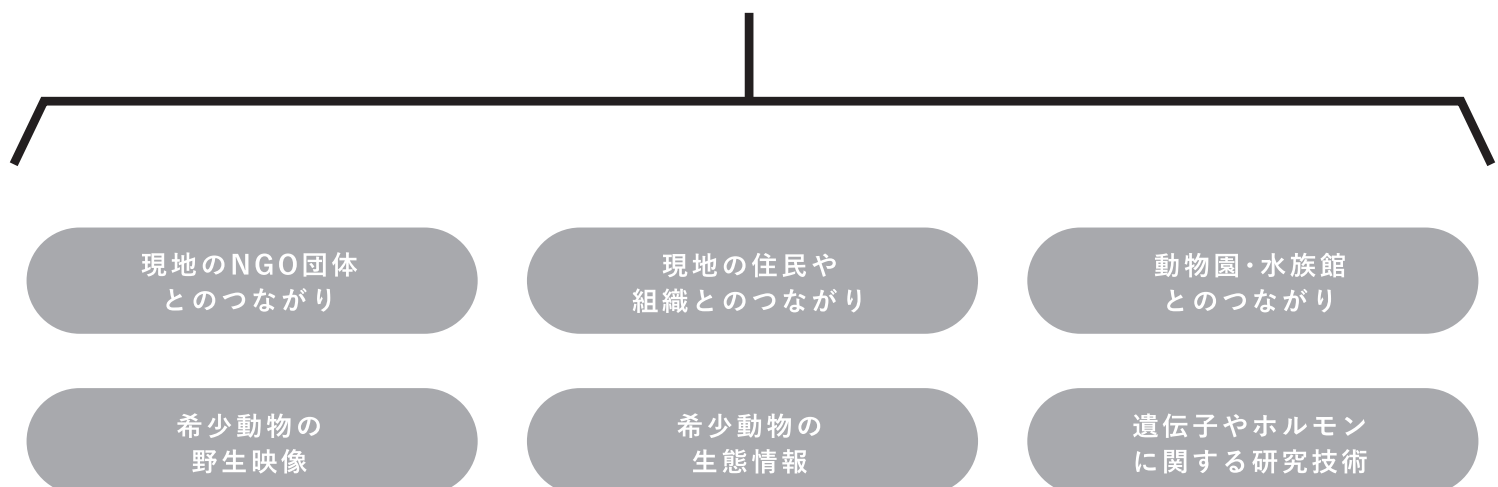 現地のNGO団体
とのつながり
現地の住民や
組織とのつながり
動物園・水族館
とのつながり
希少動物の
野生映像
希少動物の
生態情報
遺伝子やホルモン
に関する研究技術